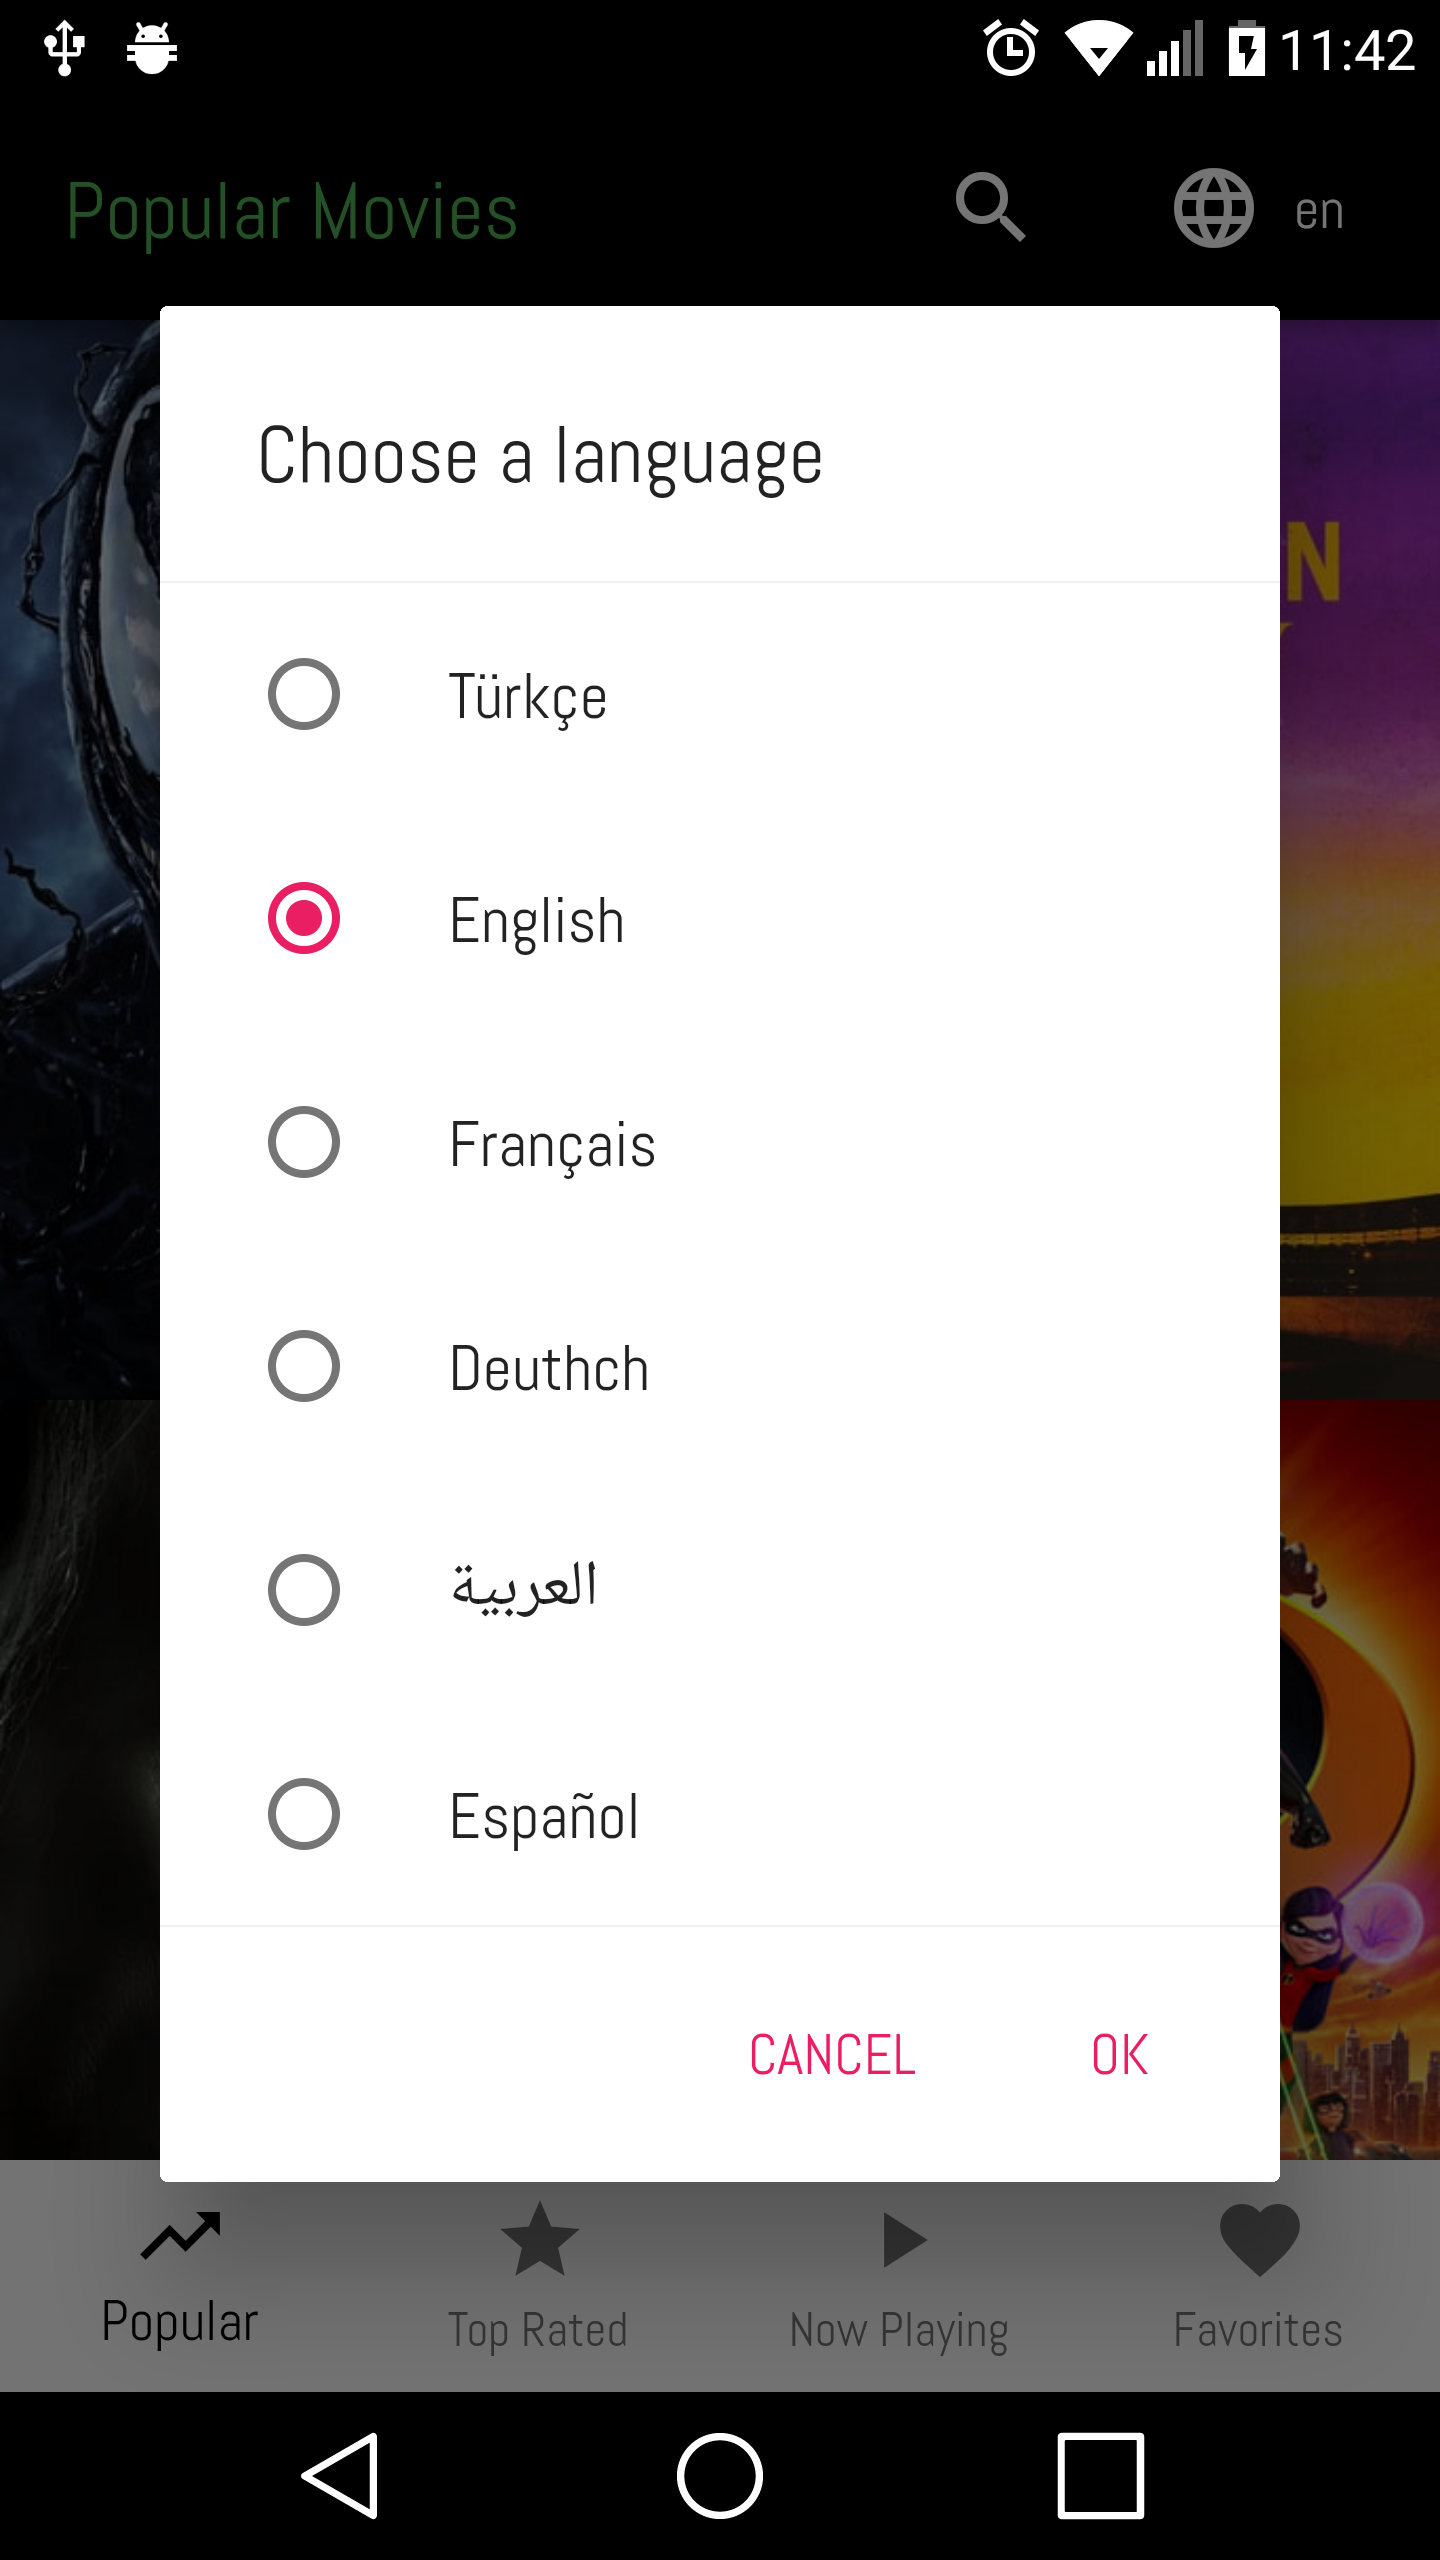 11:42
Popular Movies
en
N
Choose a language
Türkçe
English
Français
Deuthch
العربية
Español
CANCEL
OK
Popular
Top Rated
Now Playing
Favorites